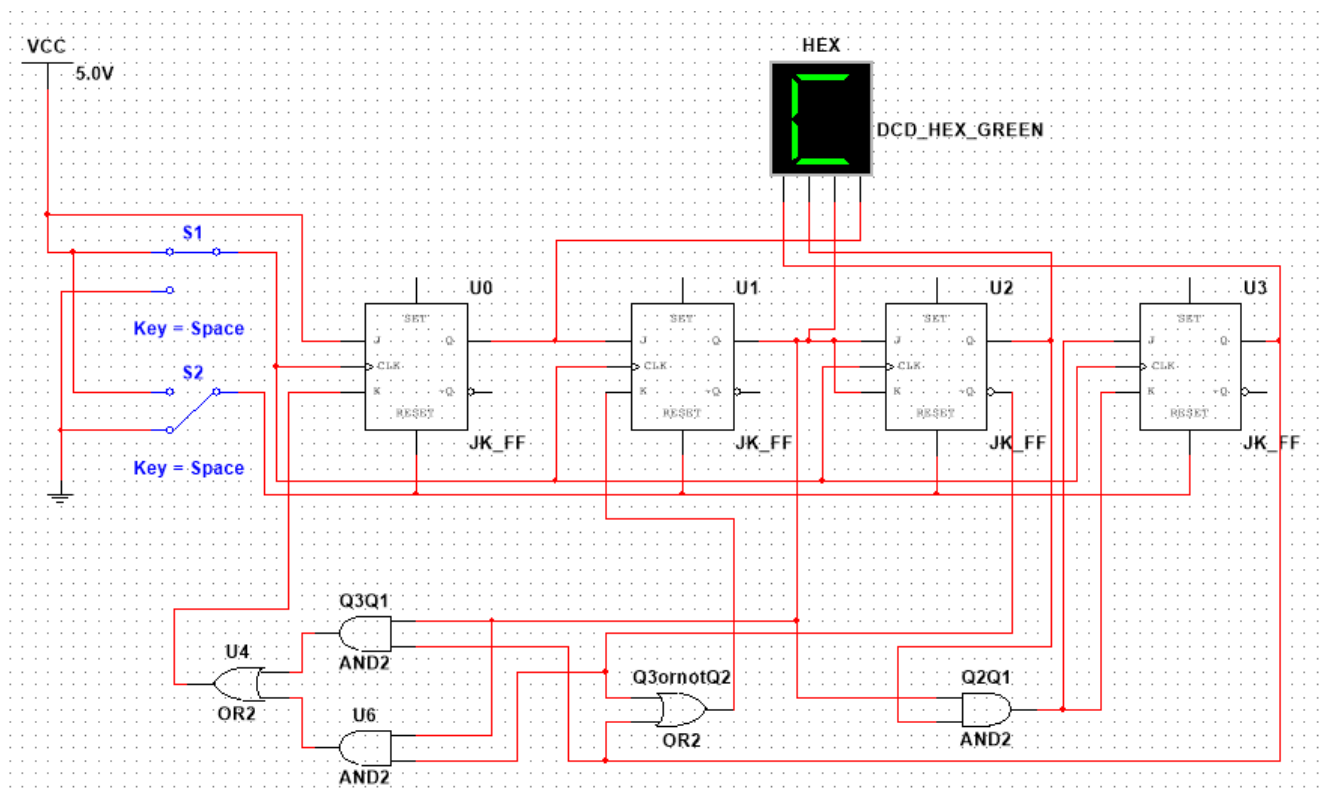 VCC
5.0V
HEX
C
DCD_HEX_GREEN
S1
Key = Space
S2
Key = Space
U0
SET
J
Q
CLK
K
~Q
RESET
JK_FF
U1
SET
J
Q
CLK
K
~Q
RESET
JK_FF
U2
SET
J
Q
CLK
K
~Q
RESET
JK_FF
U3
SET
J
Q
CLK
K
~Q
RESET
JK_FF
Q3Q1
AND2
U4
OR2
U6
AND2
Q3ornotQ2
OR2
Q2Q1
AND2